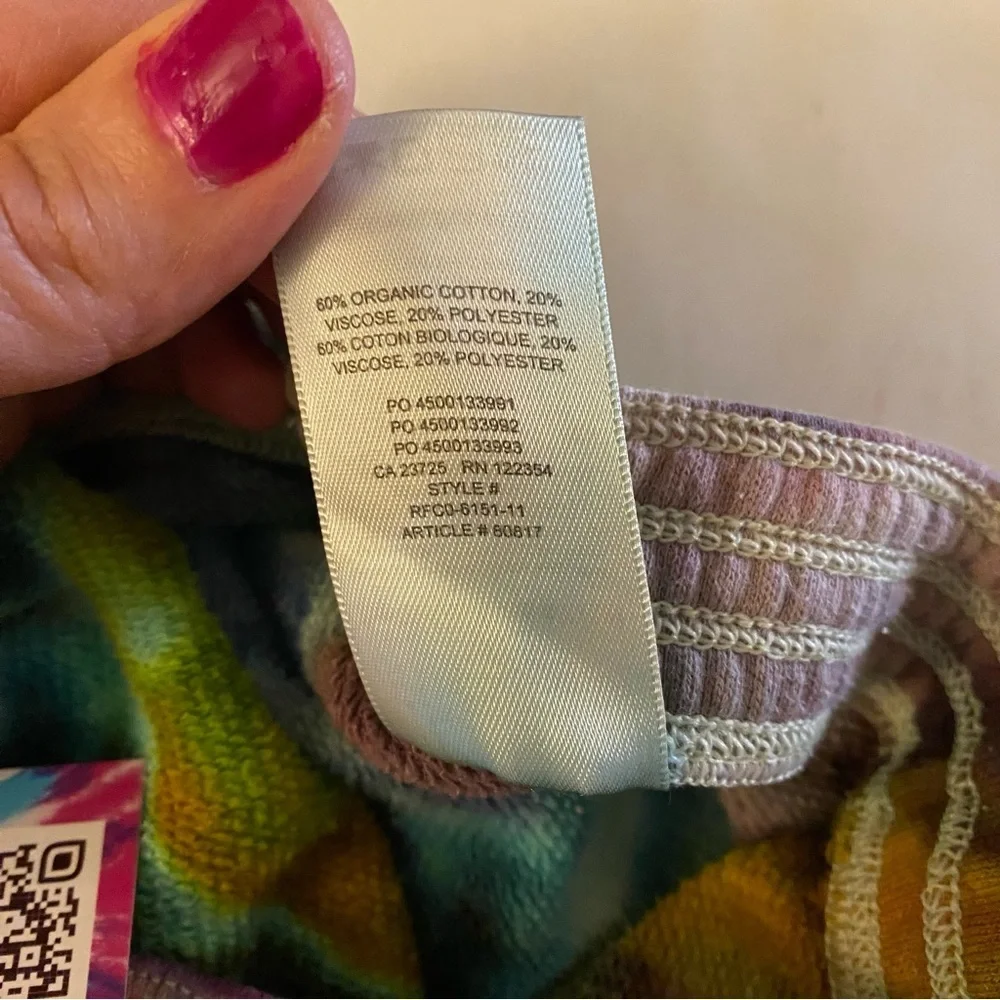 60% ORGANIC COTTON, 20%
VISCOSE, 20% POLYESTER
60% COTON BIOLOGIQUE, 20%
VISCOSE, 20% POLYESTER
PO 4500133991
PO 4500133992
PO 4500133993
CA 23725 RN 122354
STYLE #
RFC0-6151-11
ARTICLE # 60817